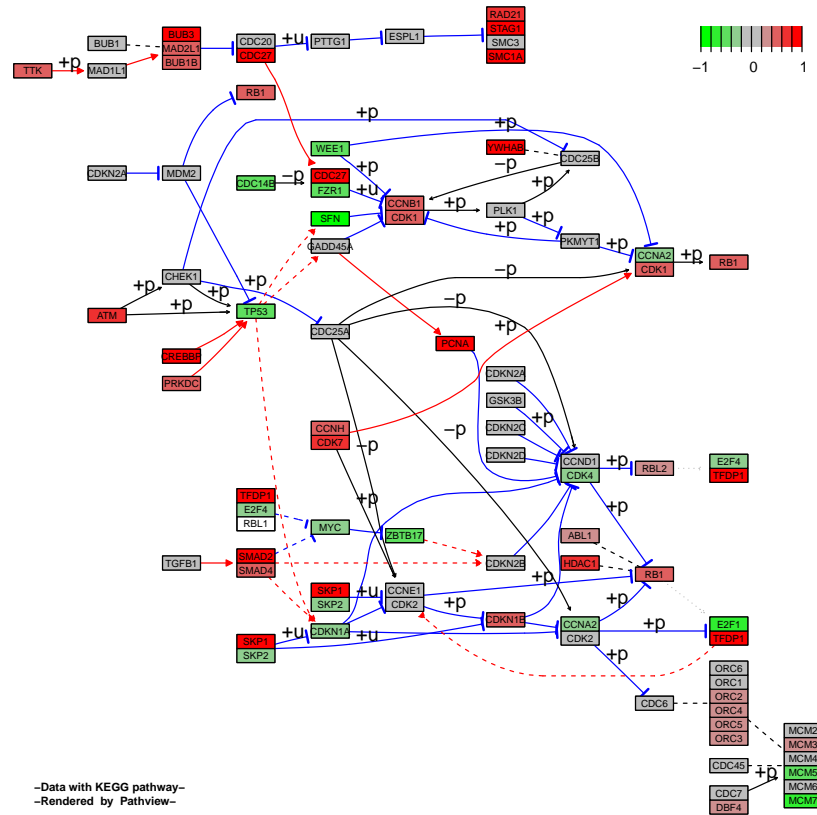 RAD21
BUB3
STAG1
BUB1
MAD2L1
CDC20
+u
PTTG1
ESPL1
SMC3
BUB1B
CDC27
SMC1A
TTK
+p
MAD1L1
−1
0
1
RB1
+p
WEE1
YWHAB
CDC25B
CDKN2A
MDM2
+p
−p
CDC14B
−p
CDC27
FZR1
+u
+p
CCNB1
CDK1
+p
PLK1
+p
SFN
GADD45A
PKMYT1
+p
CCNA2
CDK1
+p
RB1
CHEK1
+p
+p
+p
−p
ATM
+p
TP53
−p
+p
CDC25A
PCNA
CREBBP
PRKDC
CDKN2A
GSK3B
+p
CDKN2C
CDKN2D
CCNH
CDK7
−p
−p
CCND1
CDK4
+p
RBL2
E2F4
TFDP1
+p
+p
TFDP1
E2F4
RBL1
MYC
ZBTB17
ABL1
TGFB1
SMAD2
SMAD4
CDKN2B
HDAC1
RB1
+p
SKP1
SKP2
+u
CCNE1
CDK2
+p
+p
CDKN1B
CDKN1A
+u
+u
SKP1
SKP2
CCNA2
CDK2
+p
E2F1
TFDP1
+p
CDC6
ORC6
ORC1
ORC2
ORC4
ORC5
ORC3
MCM2
MCM3
MCM4
CDC45
MCM5
+p
MCM6
CDC7
MCM7
DBF4
−Data with KEGG pathway−
−Rendered by Pathview−